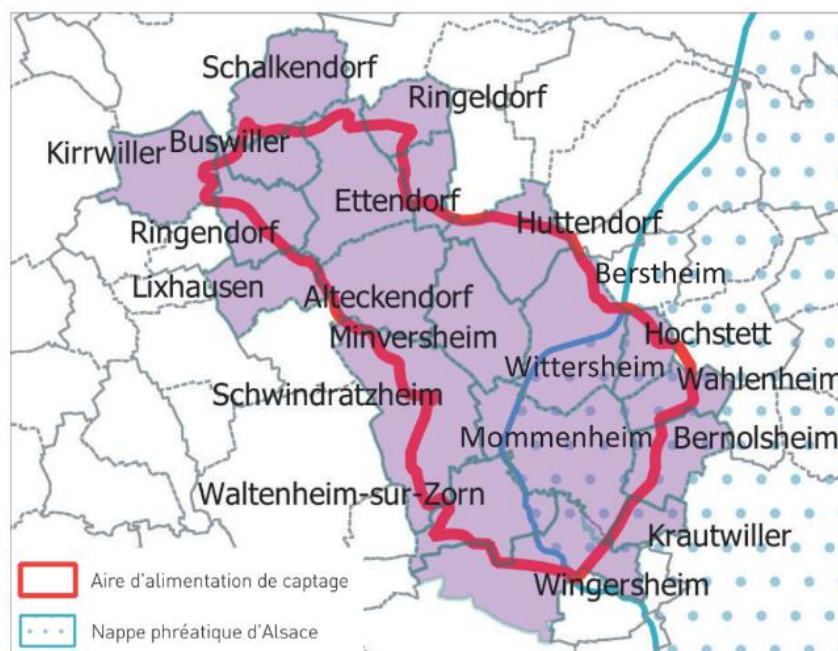 Schalkendorf
Ringeldorf
Kirrwiller
Buswiller
Ettendorf
Huttendorf
Ringendorf
Berstheim
Lixhausen
Alteckendorf
Minversheim
Hochstett
Wittersheim
Wahlenheim
Schwindratzheim
Mommenheim
Bernolsheim
Waltenheim-sur-Zorn
Krautwiller
Wingersheim
Aire d'alimentation de captage
Nappe phréatique d'Alsace